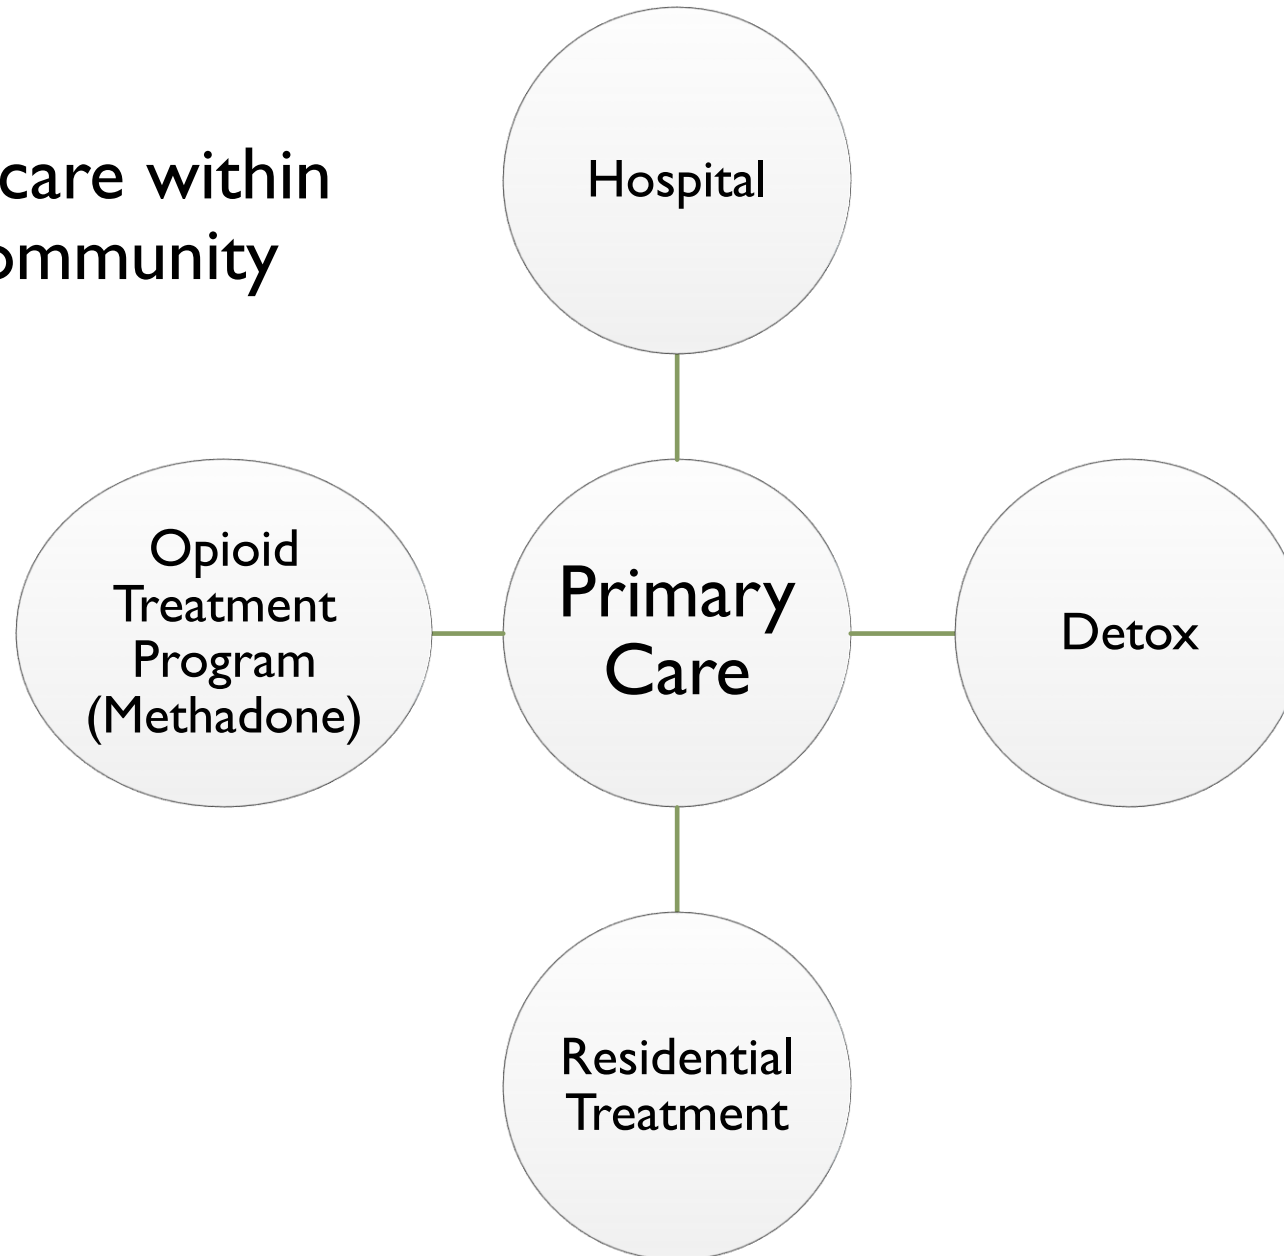 care within
ommunity
Hospital
Opioid
Treatment
Program
(Methadone)
Primary
Care
Detox
Residential
Treatment